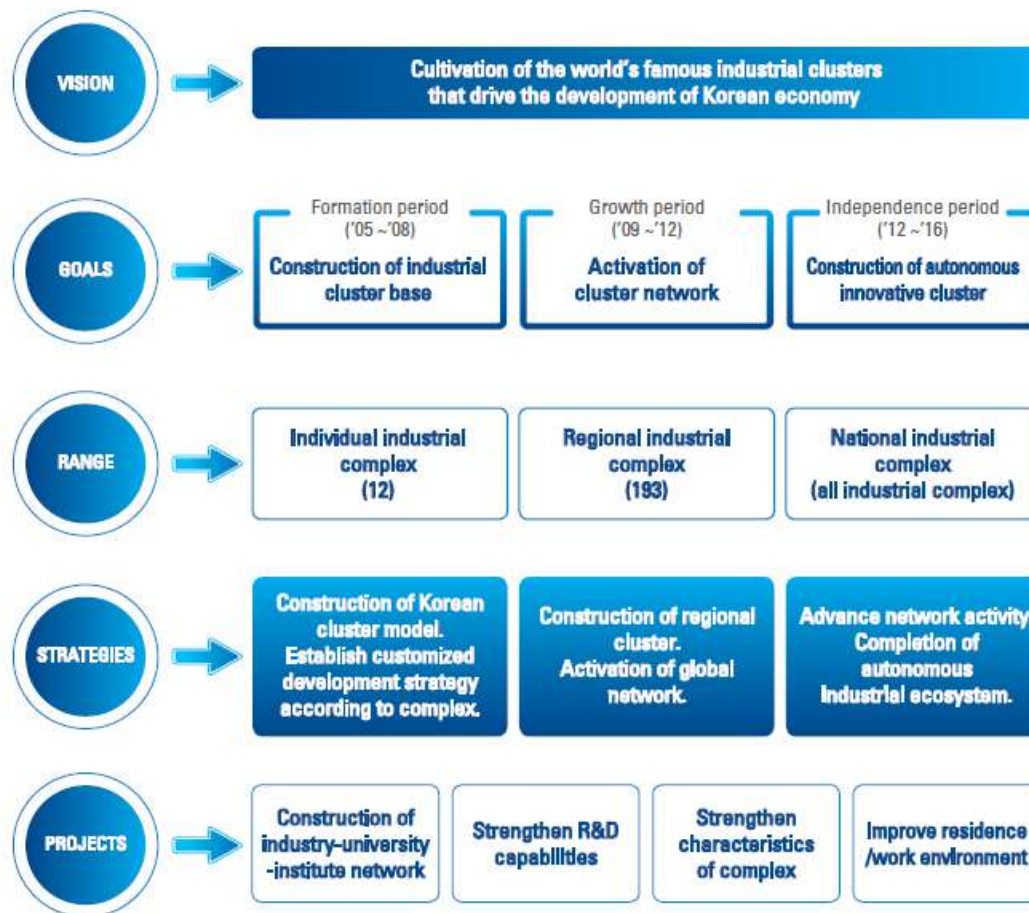 VISION
Cultivation of the world's famous industrial clusters
that drive the development of Korean economy
GOALS
Formation period
('05 ~'08)
Construction of industrial
cluster base
Growth period
('09 ~'12)
Activation of
cluster network
Independence period
('12 ~'16)
Construction of autonomous
innovative cluster
RANGE
Individual industrial
complex
(12)
Regional industrial
complex
(193)
National industrial
complex
(all industrial complex)
STRATEGIES
Construction of Korean
cluster model.
Establish customized
development strategy
according to complex.
Construction of regional
cluster.
Activation of global
network.
Advance network activity
Completion of
autonomous
Industrial ecosystem.
PROJECTS
Construction of
industry-university
-institute network
Strengthen R&D
capabilities
Strengthen
characteristics
of complex
Improve residence
/work environment